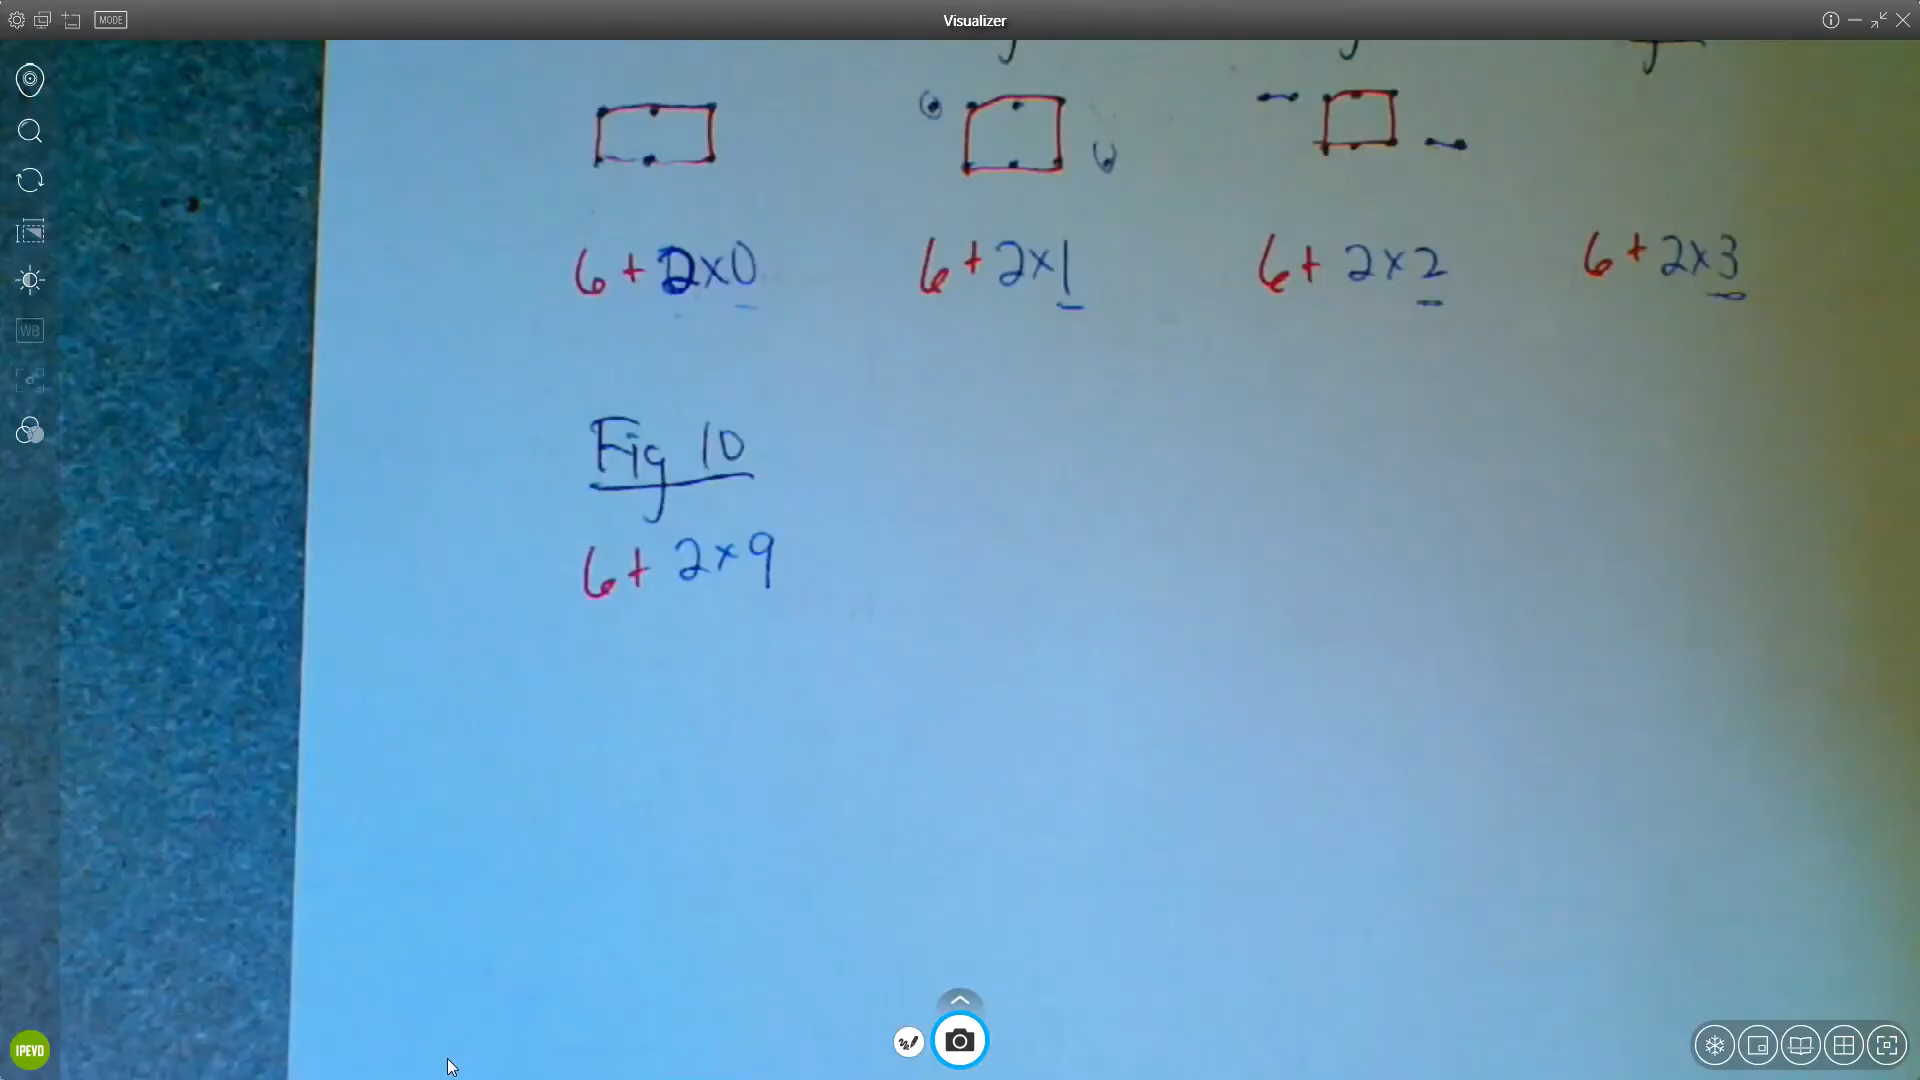 MODE
Visualizer
6 + 2×0
6 + 2×1
6 + 2×2
6 + 2×3
Fig 10
6 + 2×9
WB
IPEVO